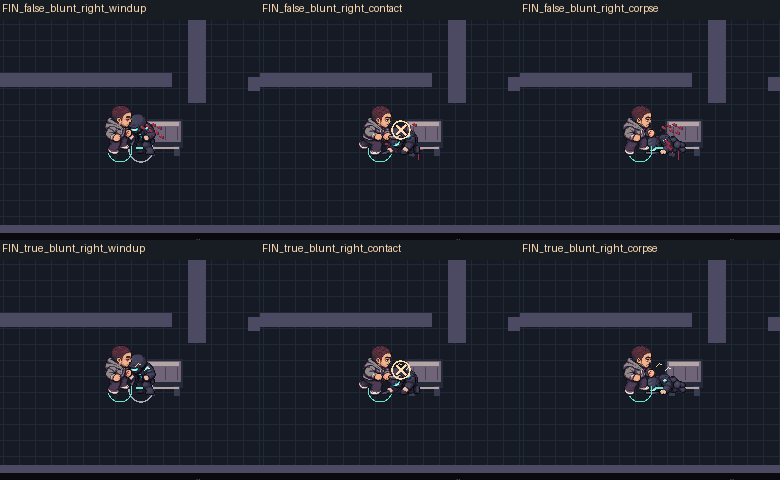 FIN_false_blunt_right_windup
FIN_false_blunt_right_contact
FIN_false_blunt_right_corpse
FIN_true_blunt_right_windup
FIN_true_blunt_right_contact
FIN_true_blunt_right_corpse